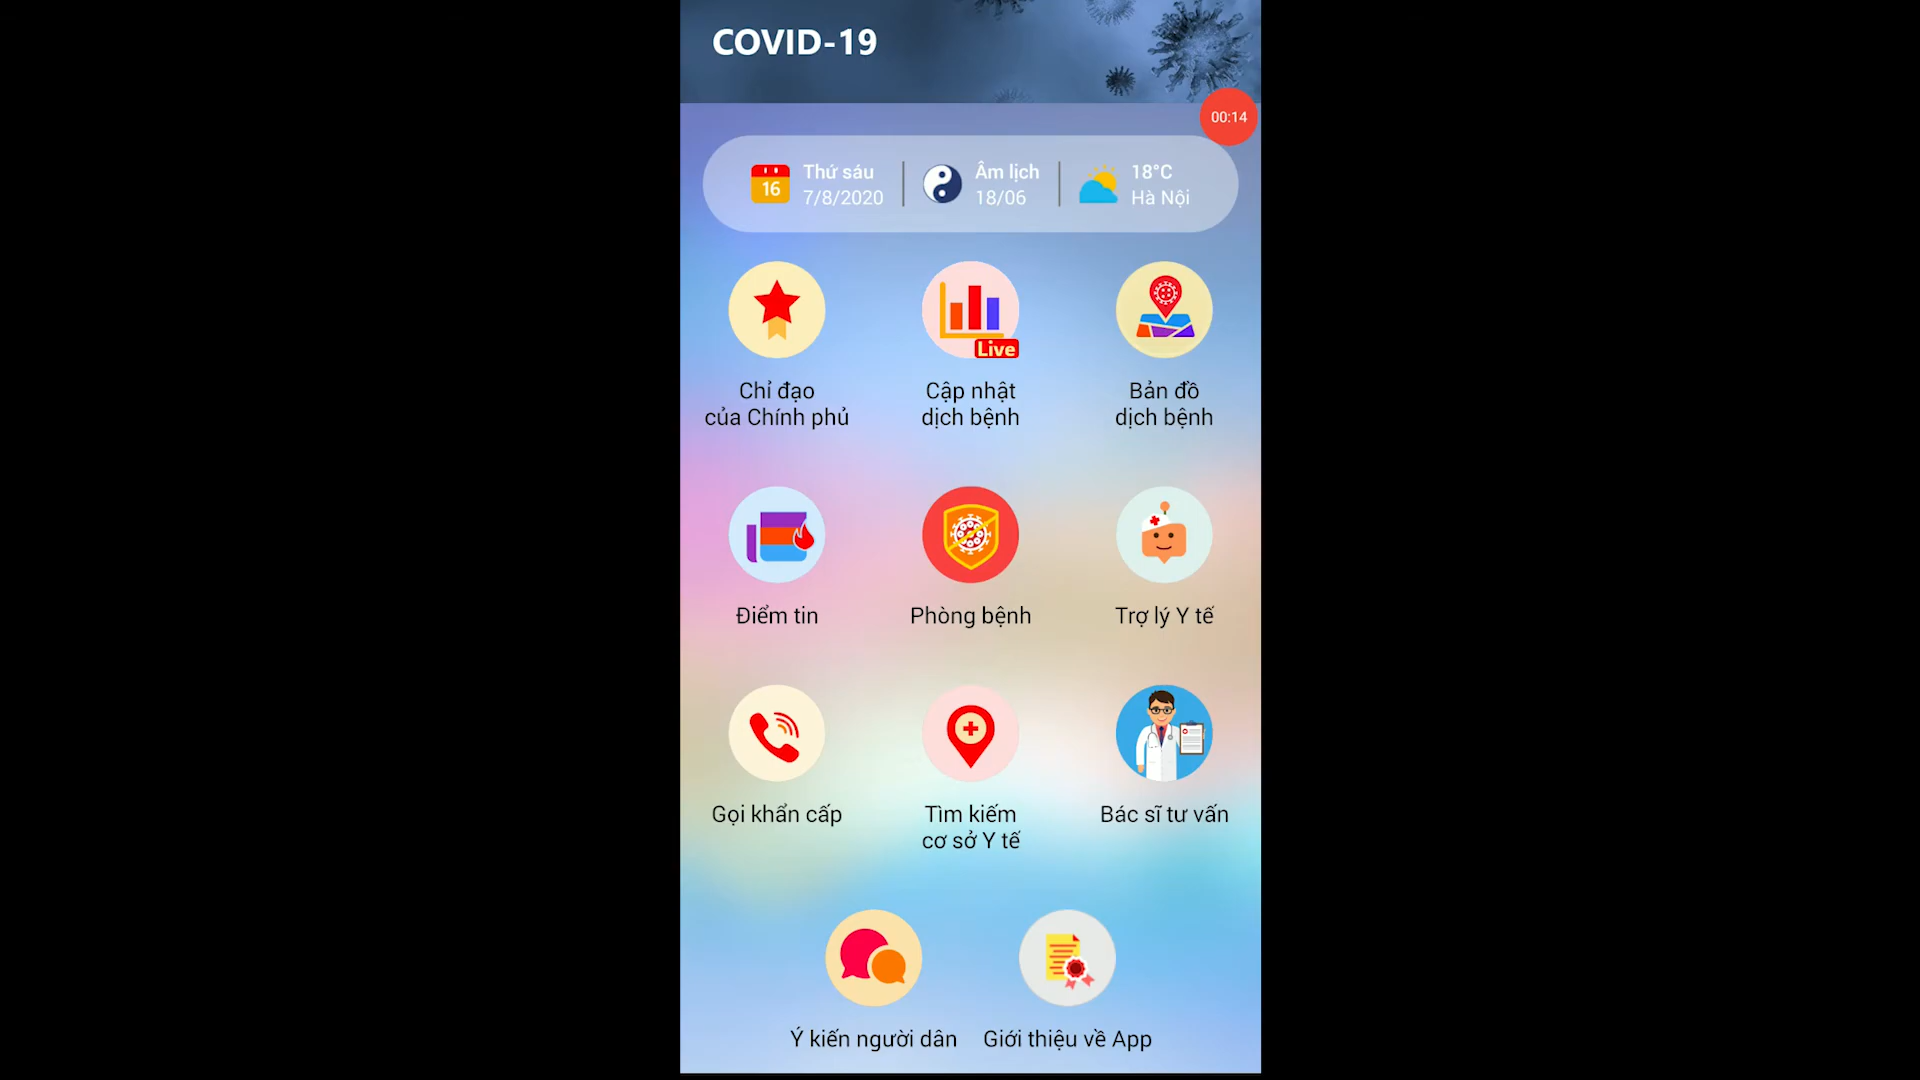 COVID-19
00:14
16
Thứ sáu
7/8/2020
Âm lịch
18/06
18°C
Hà Nội
Live
Chỉ đạo
của Chính phủ
Cập nhật
dịch bệnh
Bản đồ
dịch bệnh
Điểm tin
Phòng bệnh
Trợ lý Y tế
Gọi khẩn cấp
Tìm kiếm
cơ sở Y tế
Bác sĩ tư vấn
Ý kiến người dân
Giới thiệu về App